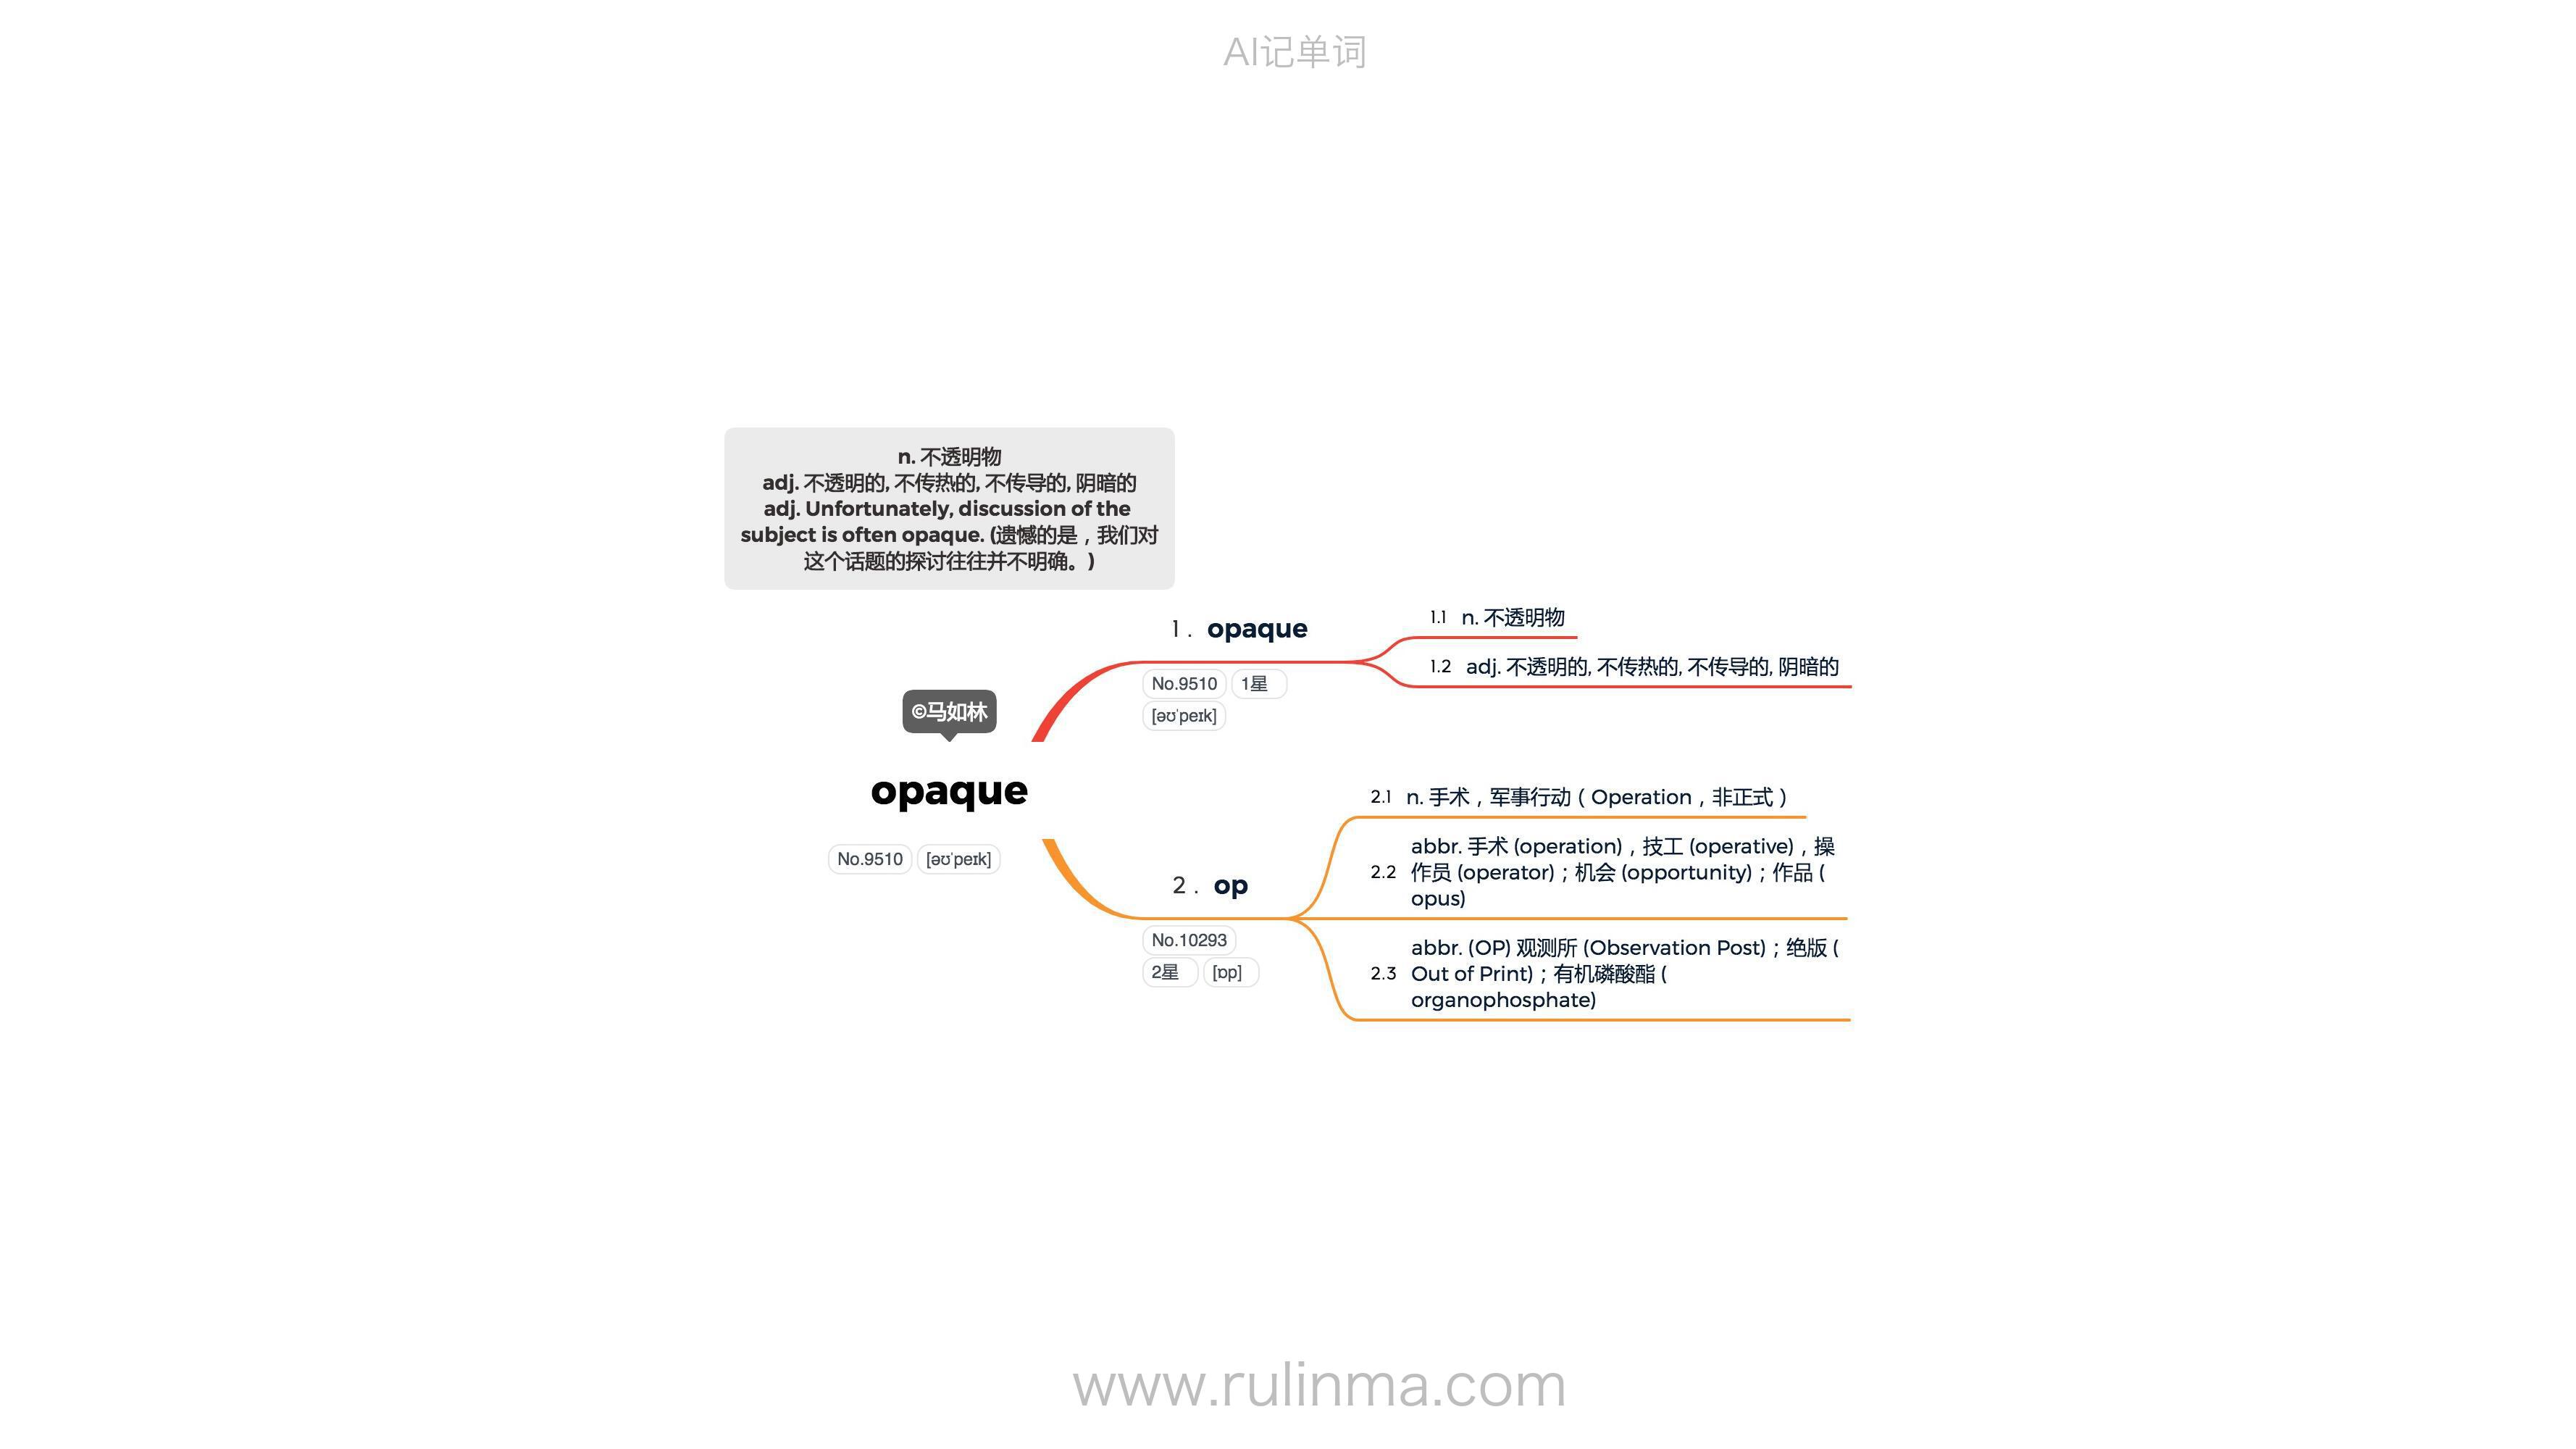 AI记单词
n. 不透明物
adj. 不透明的, 不传热的, 不传导的, 阴暗的
adj. Unfortunately, discussion of the
subject is often opaque. (遗憾的是，我们对
这个话题的探讨往往并不明确。)
©马如林
opaque
No.9510 [əʊˈpeɪk]
1. opaque
No.9510 1星
[əʊˈpeɪk]
1.1 n. 不透明物
1.2 adj. 不透明的, 不传热的, 不传导的, 阴暗的
2. op
No.10293
2星 [ɒp]
2.1 n. 手术，军事行动（Operation，非正式）
2.2 abbr. 手术 (operation)，技工 (operative)，操
作员 (operator)；机会 (opportunity)；作品 (
opus)
2.3 abbr. (OP) 观测所 (Observation Post)；绝版 (
Out of Print)；有机磷酸酯 (
organophosphate)
www.rulinma.com